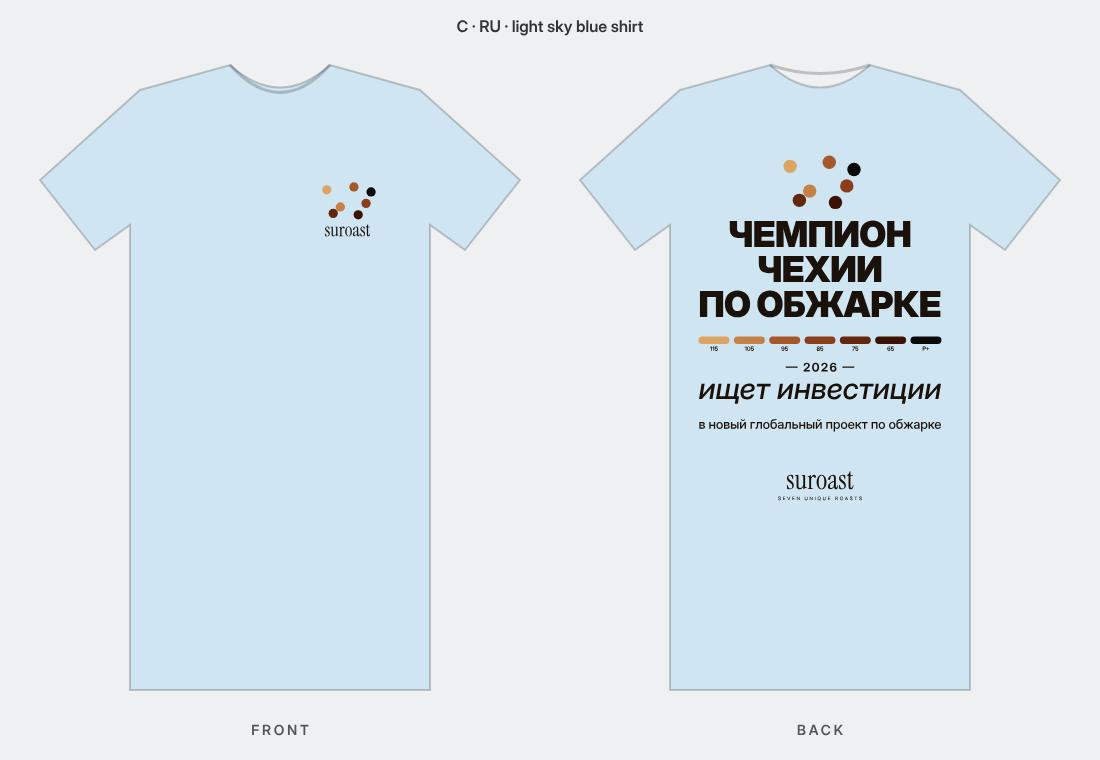 C · RU · light sky blue shirt
suroast
ЧЕМПИОН
ЧЕХИИ
ПО ОБЖАРКЕ
115 105 95 85 75 65 P+
— 2026 —
ищет инвестиции
в новый глобальный проект по обжарке
suroast
SEVEN UNIQUE ROASTS
FRONT
BACK